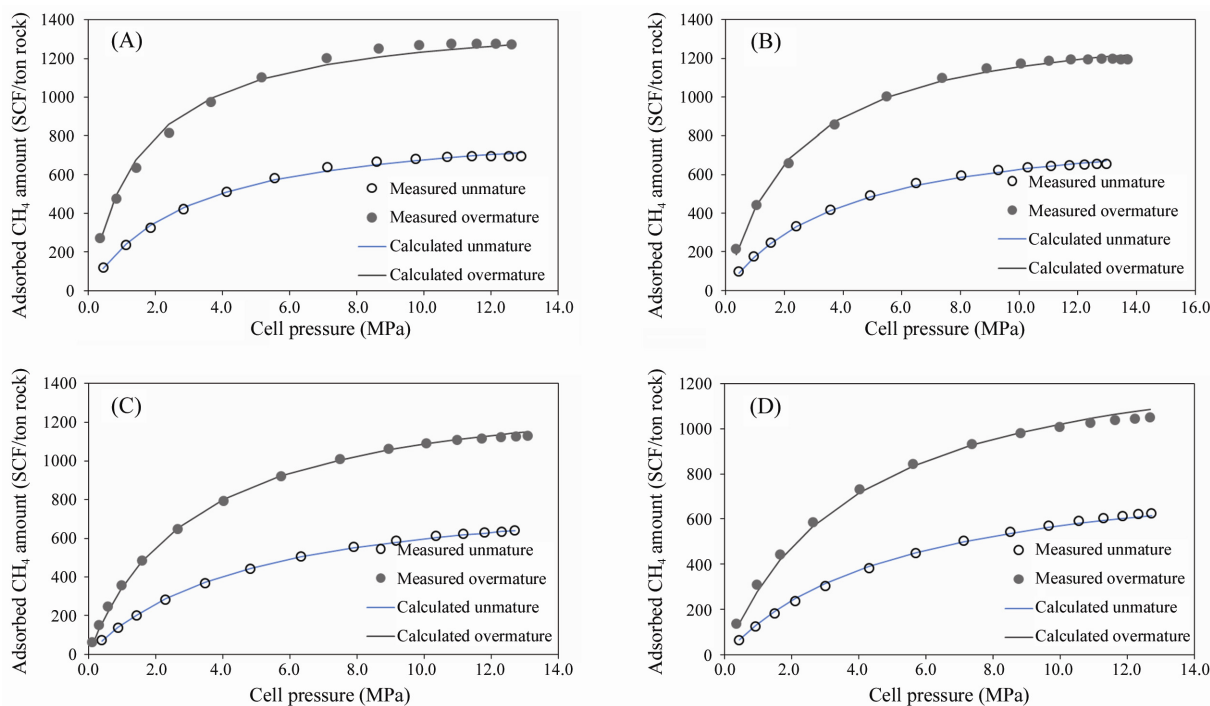 (A)
Adsorbed CH₄ amount (SCF/ton rock)
1400
1200
1000
800
600
400
200
0
0.0 2.0 4.0 6.0 8.0 10.0 12.0 14.0
Cell pressure (MPa)
Measured unmature
Measured overmature
Calculated unmature
Calculated overmature
(B)
Adsorbed CH₄ amount (SCF/ton rock)
1400
1200
1000
800
600
400
200
0
0.0 2.0 4.0 6.0 8.0 10.0 12.0 14.0 16.0
Cell pressure (MPa)
Measured unmature
Measured overmature
Calculated unmature
Calculated overmature
(C)
Adsorbed CH₄ amount (SCF/ton rock)
1400
1200
1000
800
600
400
200
0
0.0 2.0 4.0 6.0 8.0 10.0 12.0 14.0
Cell pressure (MPa)
Measured unmature
Measured overmature
Calculated unmature
Calculated overmature
(D)
Adsorbed CH₄ amount (SCF/ton rock)
1200
1000
800
600
400
200
0
0.0 2.0 4.0 6.0 8.0 10.0 12.0 14.0
Cell pressure (MPa)
Measured unmature
Measured overmature
Calculated unmature
Calculated overmature